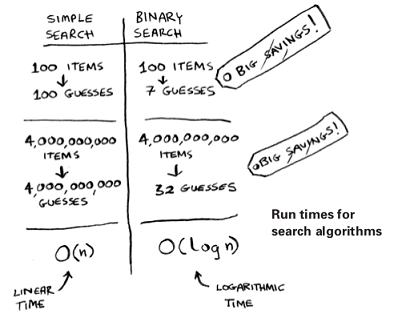 SIMPLE
SEARCH
BINARY
SEARCH
100 ITEMS
100 GUESSES
100 ITEMS
7 GUESSES
BIG SAVINGS!
4,000,000,000
ITEMS
4,000,000,000
GUESSES
4,000,000,000
ITEMS
32 GUESSES
BIG SAVINGS!
Run times for
search algorithms
O(n)
O(log n)
LINEAR
TIME
LOGARITHMIC
TIME